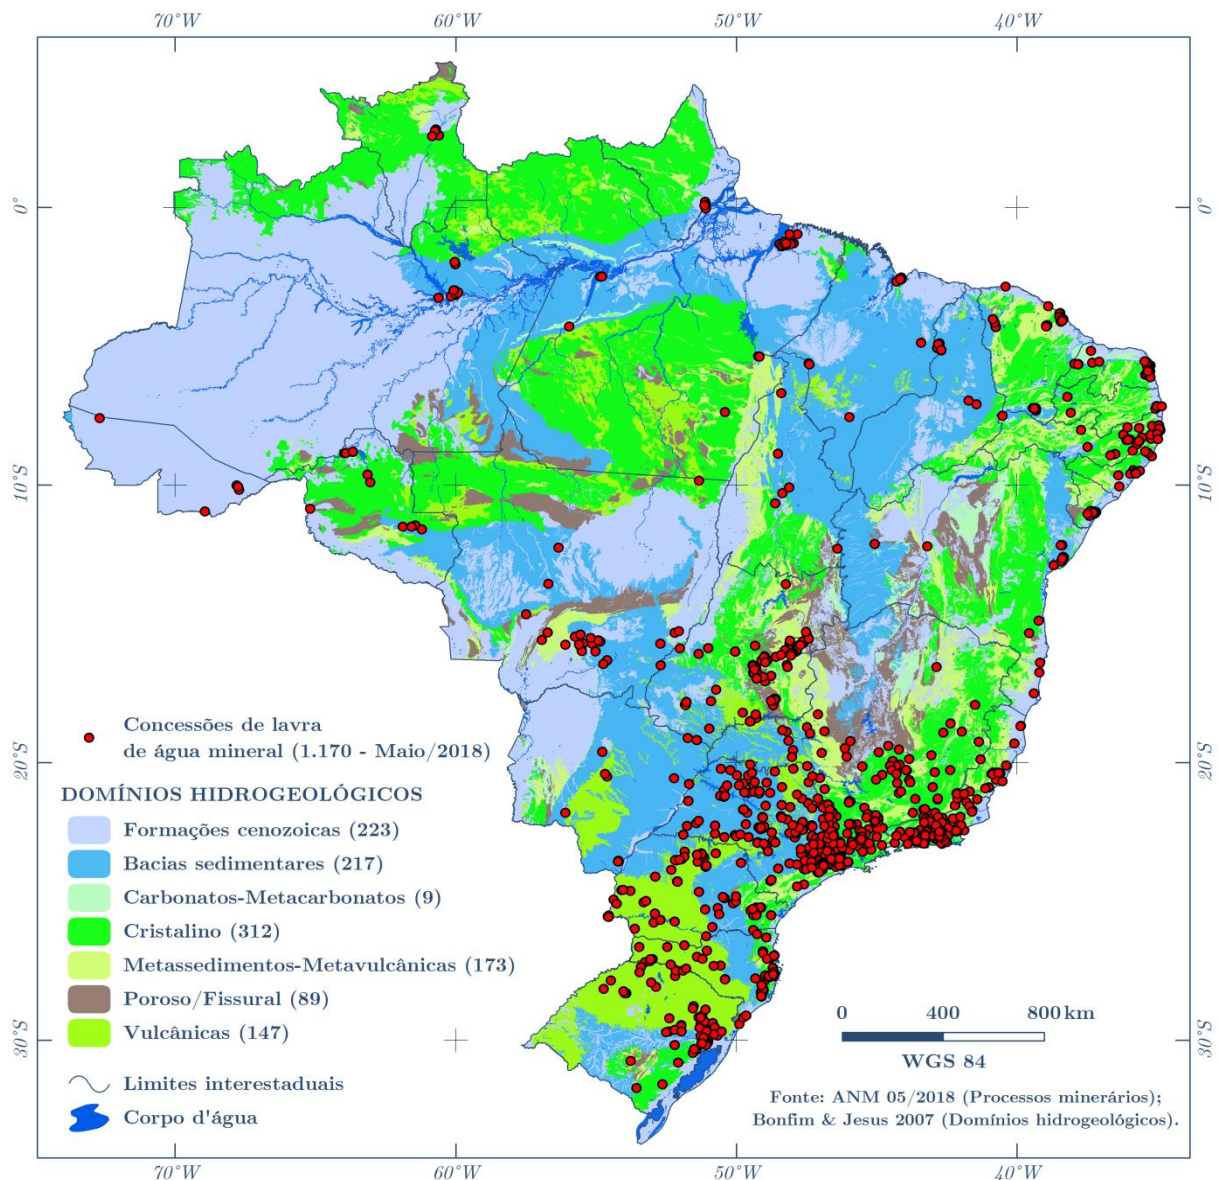 70°W 60°W 50°W 40°W
0° 0°
10°S 10°S
20°S 20°S
30°S 30°S
Concessões de lavra
de água mineral (1.170 - Maio/2018)
DOMÍNIOS HIDROGEOLÓGICOS
Formações cenozoicas (223)
Bacias sedimentares (217)
Carbonatos-Metacarbonatos (9)
Cristalino (312)
Metassedimentos-Metavulcânicas (173)
Poroso/Fissural (89)
Vulcânicas (147)
Limites interestaduais
Corpo d'água
0 400 800 km
WGS 84
Fonte: ANM 05/2018 (Processos minerários);
Bonfim & Jesus 2007 (Domínios hidrogeológicos).
70°W 60°W 50°W 40°W